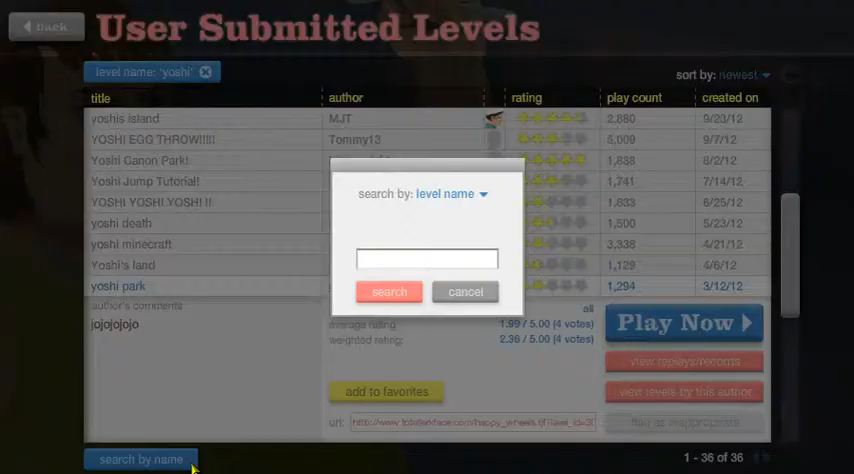 back User Submitted Levels
level name: 'yoshi'
sort by: newest
title author rating play count created on
yoshis island MJT 2,880 9/23/12
YOSHI EGG THROW!!!!! Tommy13 5,009 9/7/12
Yoshi Canon Park! 1,838 8/2/12
Yoshi Jump Tutorial! 1,741 7/14/12
YOSHI YOSHI YOSHI !! 1,633 6/25/12
yoshi death 1,500 5/23/12
yoshi minecraft 3,338 4/21/12
Yoshi's land 1,129 4/6/12
yoshi park 1,294 3/12/12
search by: level name
search cancel
author's comments
jojojojojo
all
average rating 1.99 / 5.00 (4 votes)
weighted rating: 2.36 / 5.00 (4 votes)
Play Now
view replays/records
add to favorites view levels by this author
url: flag as inappropriate
search by name 1 - 36 of 36